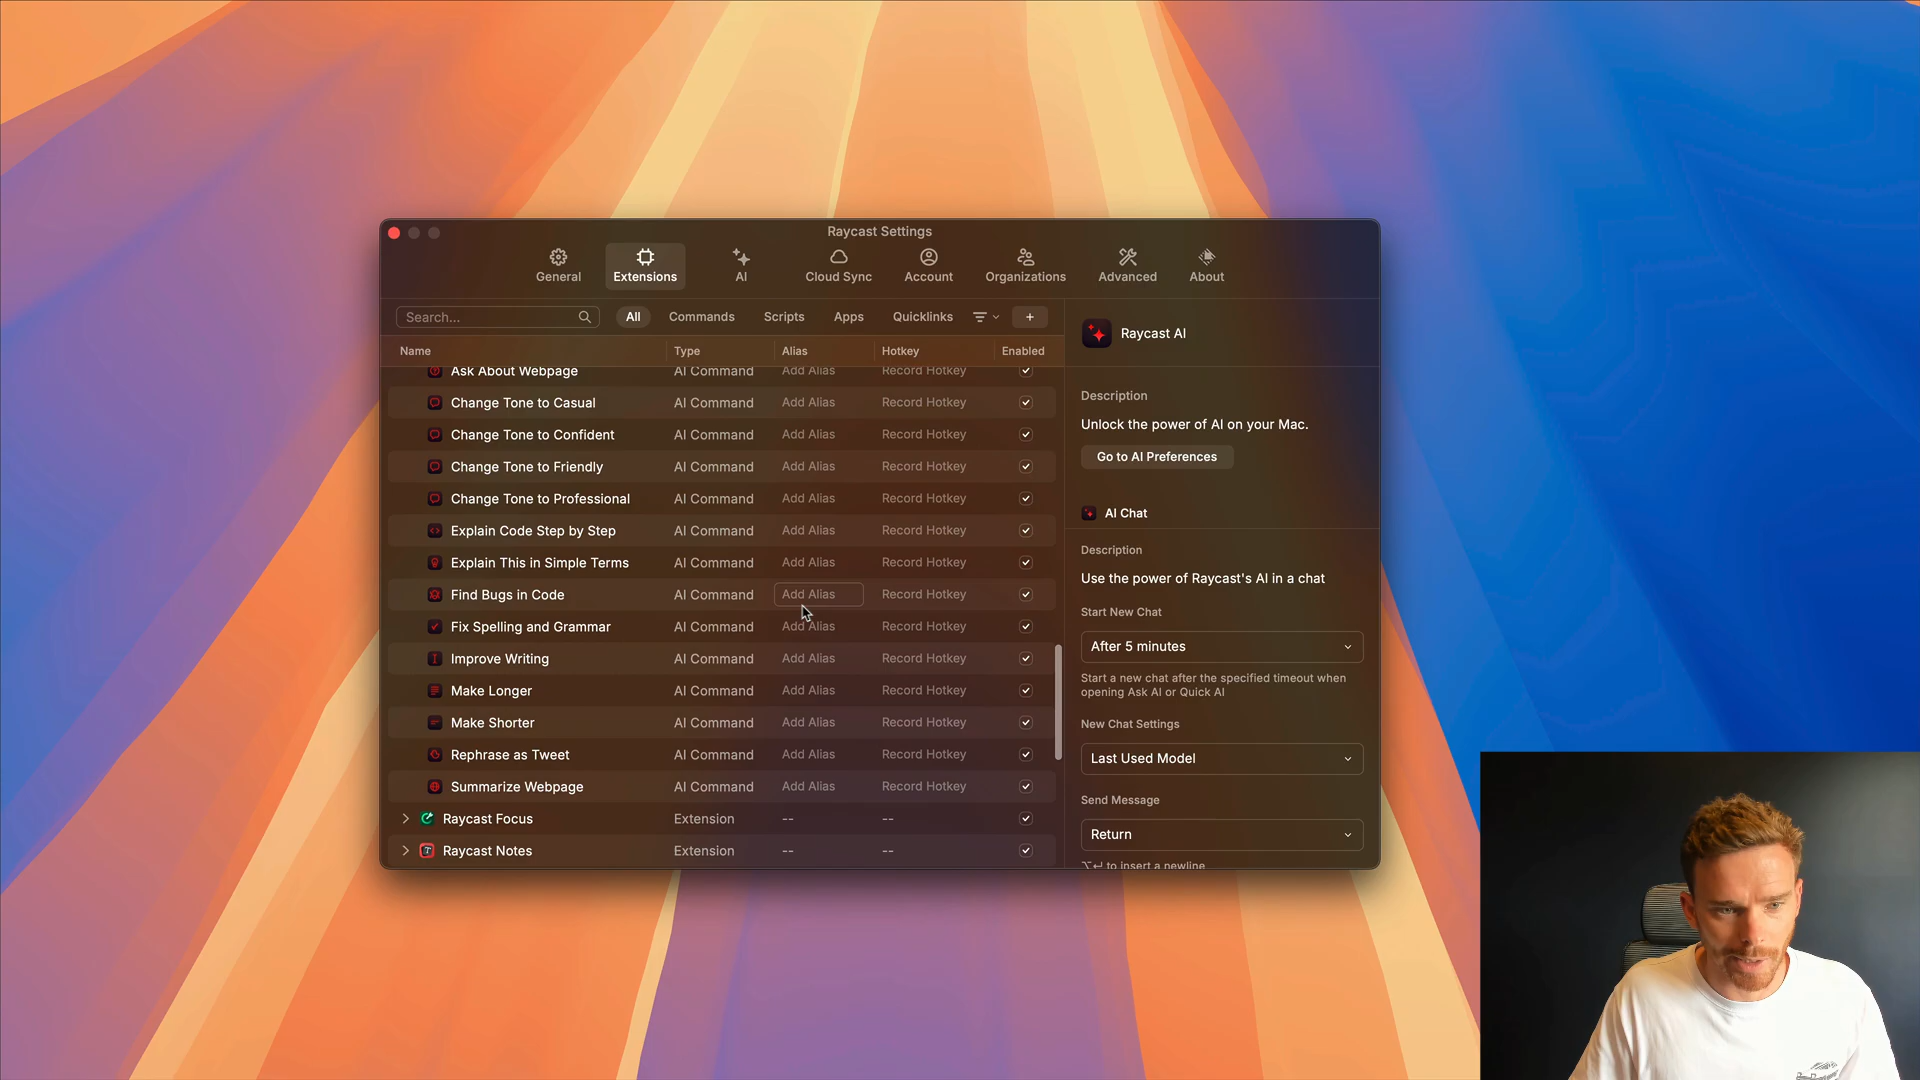 Raycast Settings
General
Extensions
AI
Cloud Sync
Account
Organizations
Advanced
About
Search...
All
Commands
Scripts
Apps
Quicklinks
+
Name Type Alias Hotkey Enabled
Ask About Webpage AI Command Add Alias Record Hotkey
Change Tone to Casual AI Command Add Alias Record Hotkey
Change Tone to Confident AI Command Add Alias Record Hotkey
Change Tone to Friendly AI Command Add Alias Record Hotkey
Change Tone to Professional AI Command Add Alias Record Hotkey
Explain Code Step by Step AI Command Add Alias Record Hotkey
Explain This in Simple Terms AI Command Add Alias Record Hotkey
Find Bugs in Code AI Command Add Alias Record Hotkey
Fix Spelling and Grammar AI Command Add Alias Record Hotkey
Improve Writing AI Command Add Alias Record Hotkey
Make Longer AI Command Add Alias Record Hotkey
Make Shorter AI Command Add Alias Record Hotkey
Rephrase as Tweet AI Command Add Alias Record Hotkey
Summarize Webpage AI Command Add Alias Record Hotkey
Raycast Focus Extension -- --
Raycast Notes Extension -- --
Raycast AI
Description
Unlock the power of AI on your Mac.
Go to AI Preferences
AI Chat
Description
Use the power of Raycast's AI in a chat
Start New Chat
After 5 minutes
Start a new chat after the specified timeout when
opening Ask AI or Quick AI
New Chat Settings
Last Used Model
Send Message
Return
⌥↵ to insert a newline